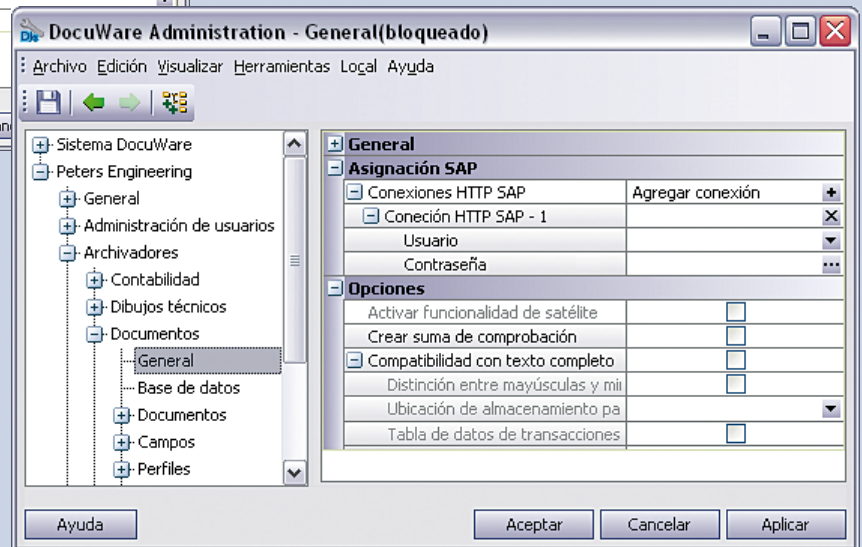 DocuWare Administration - General(bloqueado)
Archivo Edición Visualizar Herramientas Local Ayuda
Sistema DocuWare
Peters Engineering
General
Administración de usuarios
Archivadores
Contabilidad
Dibujos técnicos
Documentos
General
Base de datos
Documentos
Campos
Perfiles
General
Asignación SAP
Conexiones HTTP SAP Agregar conexión
Coneción HTTP SAP - 1
Usuario
Contraseña
Opciones
Activar funcionalidad de satélite
Crear suma de comprobación
Compatibilidad con texto completo
Distinción entre mayúsculas y mi
Ubicación de almacenamiento pa
Tabla de datos de transacciones
Ayuda Aceptar Cancelar Aplicar